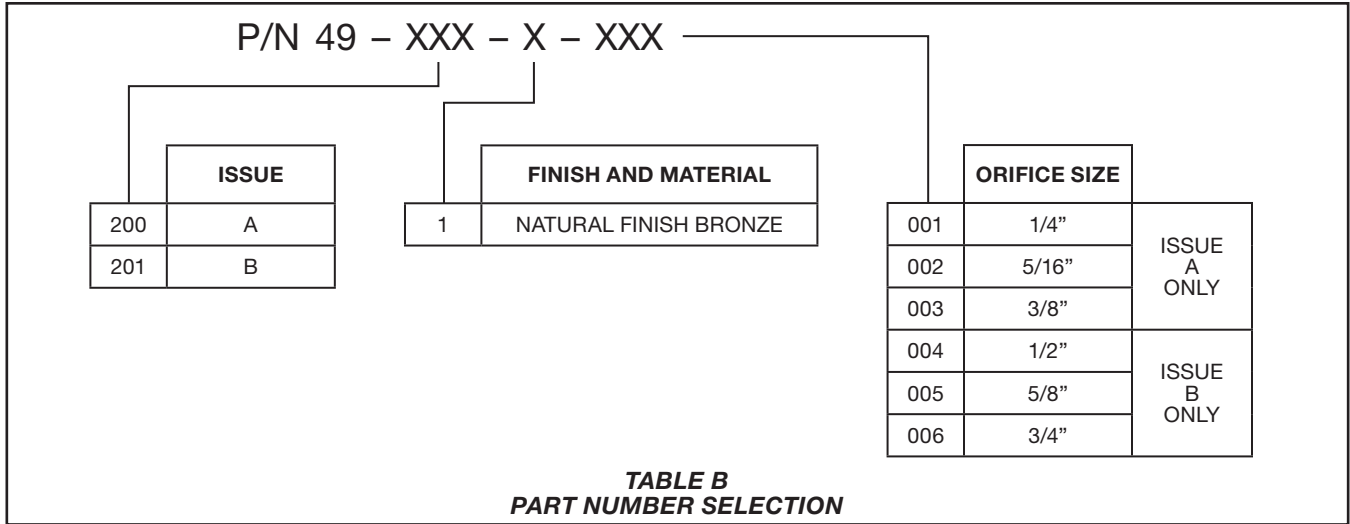 P/N 49 – XXX – X – XXX
ISSUE
200 A
201 B
FINISH AND MATERIAL
1 NATURAL FINISH BRONZE
ORIFICE SIZE
001 1/4”
002 5/16”
003 3/8”
ISSUE
A
ONLY
004 1/2”
005 5/8”
006 3/4”
ISSUE
B
ONLY
TABLE B
PART NUMBER SELECTION